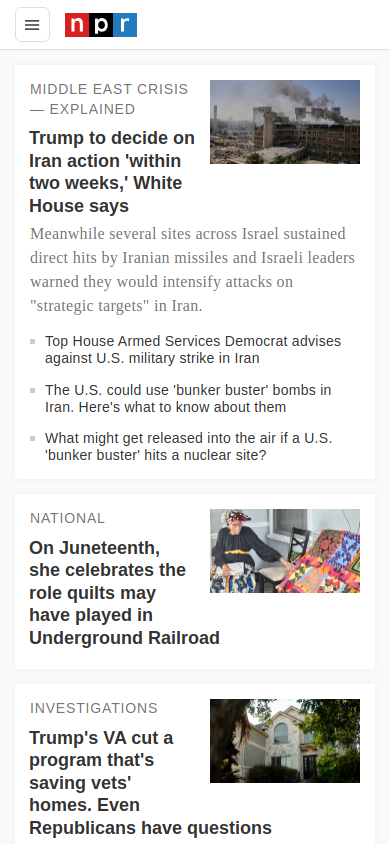 npr
MIDDLE EAST CRISIS
— EXPLAINED
Trump to decide on
Iran action 'within
two weeks,' White
House says
Meanwhile several sites across Israel sustained
direct hits by Iranian missiles and Israeli leaders
warned they would intensify attacks on
"strategic targets" in Iran.
Top House Armed Services Democrat advises
against U.S. military strike in Iran
The U.S. could use 'bunker buster' bombs in
Iran. Here's what to know about them
What might get released into the air if a U.S.
'bunker buster' hits a nuclear site?
NATIONAL
On Juneteenth,
she celebrates the
role quilts may
have played in
Underground Railroad
INVESTIGATIONS
Trump's VA cut a
program that's
saving vets'
homes. Even
Republicans have questions